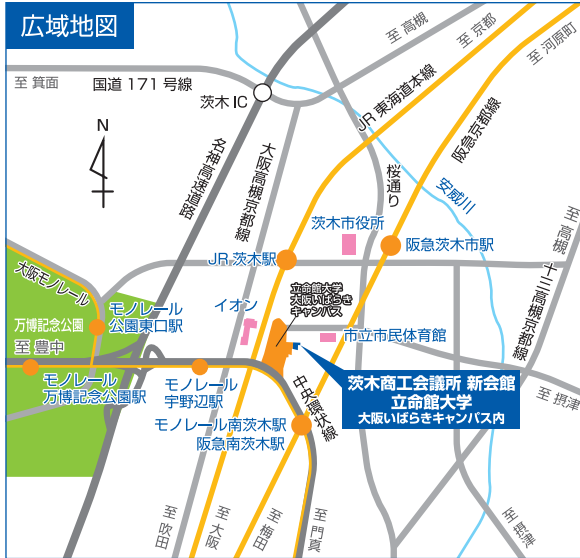 広域地図
至 高槻
至 京都
至 河原町
至 箕面
国道 171 号線
茨木 IC
JR 東海道本線
阪急京都線
N
名神高速道路
大阪高槻京都線
桜通り
安威川
茨木市役所
阪急茨木市駅
至 高槻
JR 茨木駅
大阪モノレール
十三高槻京都線
万博記念公園
モノレール
公園東口駅
イオン
立命館大学
大阪いばらき
キャンパス
市立市民体育館
至 豊中
モノレール
万博記念公園駅
モノレール
宇野辺駅
中央環状線
茨木商工会議所 新会館
立命館大学
大阪いばらきキャンパス内
至 摂津
モノレール南茨木駅
阪急南茨木駅
至 吹田
至 大阪
至 梅田
至 門真
至 摂津